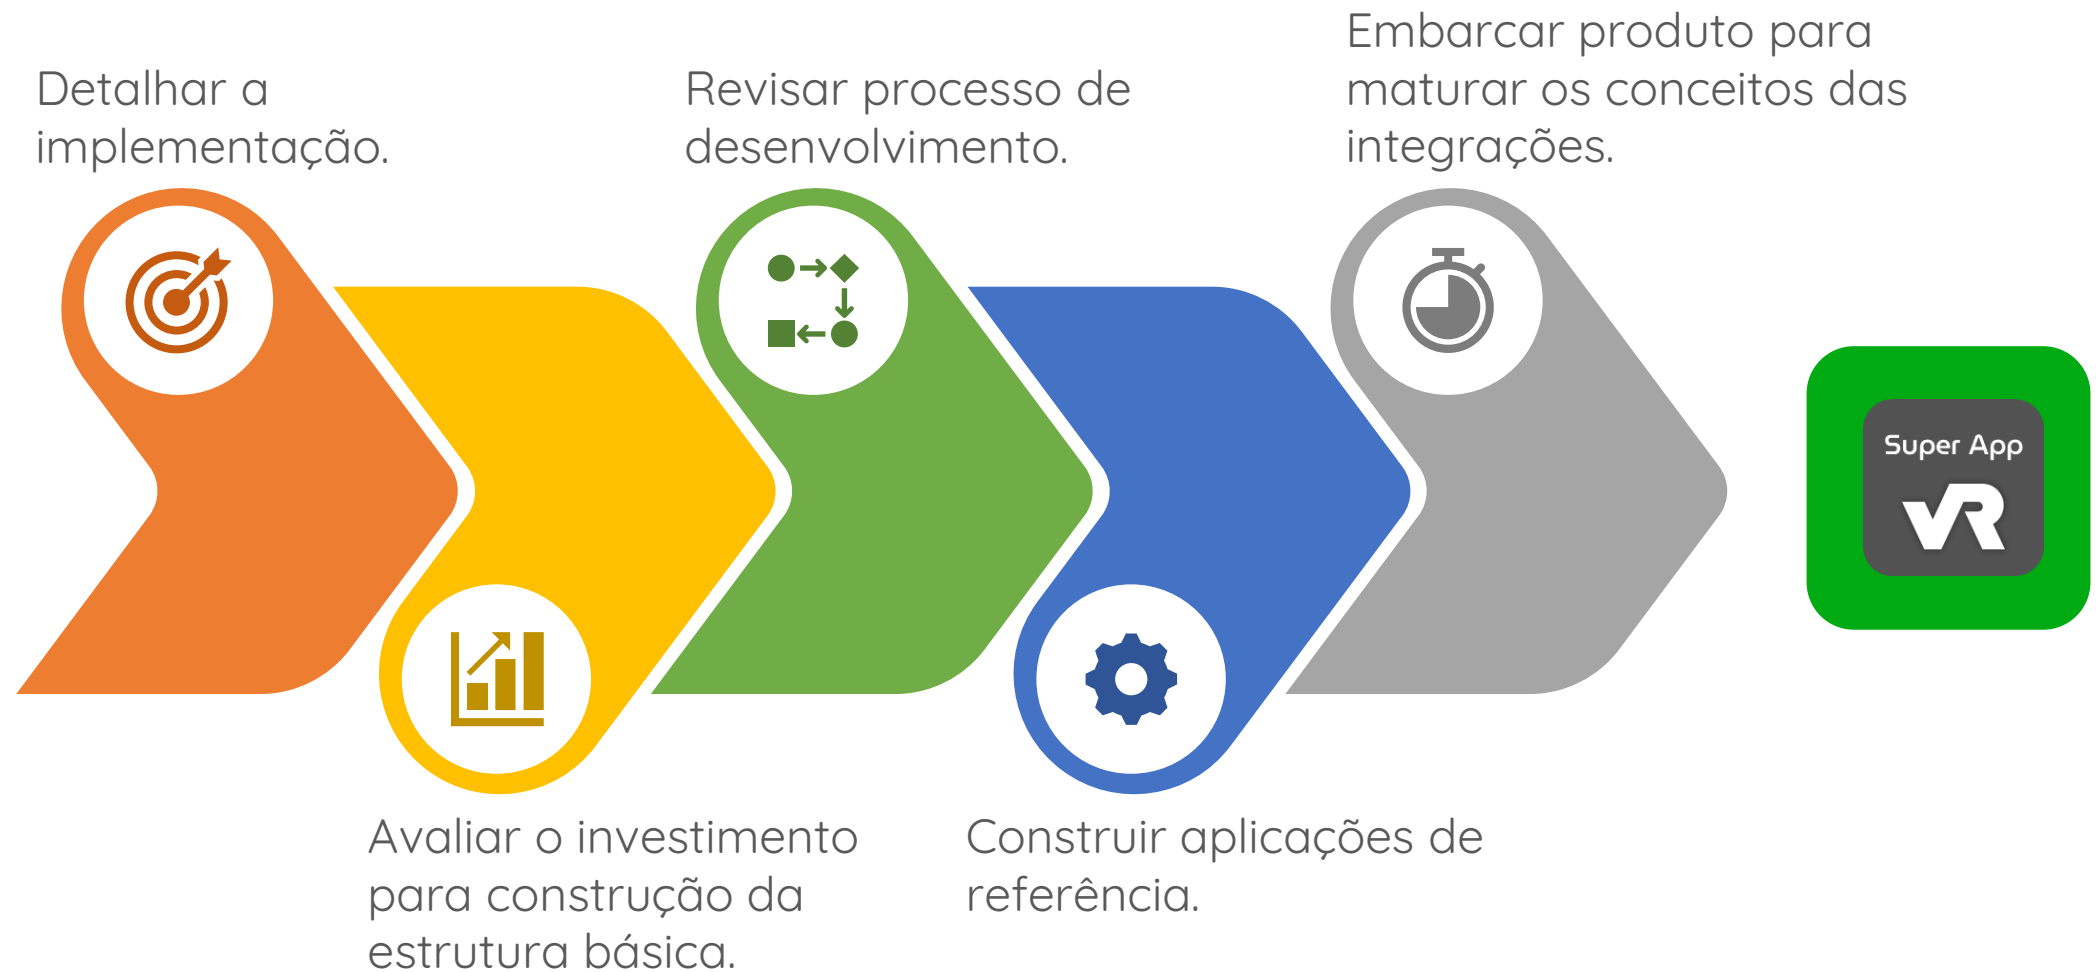 Detalhar a
implementação.
Avaliar o investimento
para construção da
estrutura básica.
Revisar processo de
desenvolvimento.
Construir aplicações de
referência.
Embarcar produto para
maturar os conceitos das
integrações.
Super App
VR